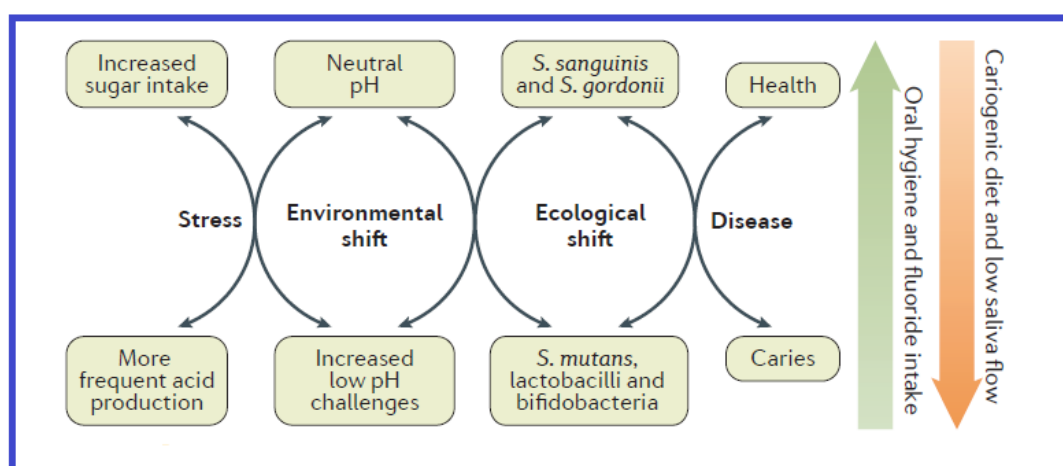 Increased
sugar intake
Neutral
pH
S. sanguinis
and S. gordonii
Health
Stress
Environmental
shift
Ecological
shift
Disease
More
frequent acid
production
Increased
low pH
challenges
S. mutans,
lactobacilli and
bifidobacteria
Caries
Oral hygiene and fluoride intake
Cariogenic diet and low saliva flow